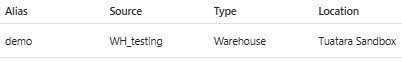 Alias Source Type Location
demo WH_testing Warehouse Tuatara Sandbox